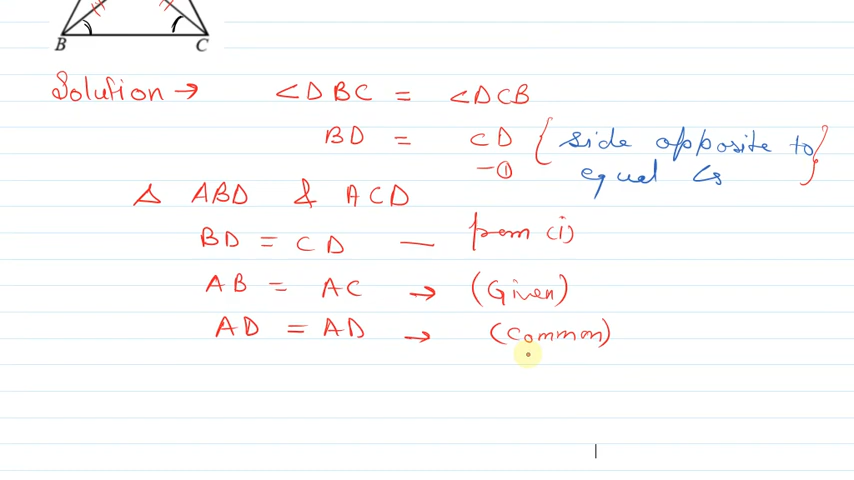 B C
Solution → ∠DBC = ∠DCB
BD = CD { side opposite to
-① equal ∠s }
△ ABD & ACD
BD = CD — from (i)
AB = AC → (Given)
AD = AD → (Common)